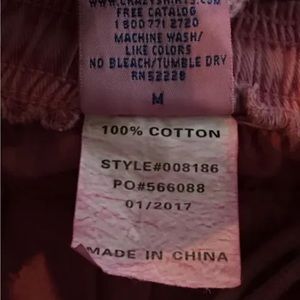 WWW.CRAZYSHIRTS.COM
FREE CATALOG
1 800 771 2720
MACHINE WASH/
LIKE COLORS
NO BLEACH/TUMBLE DRY
RN52228
M
100% COTTON
STYLE#008186
PO#566088
01/2017
MADE IN CHINA